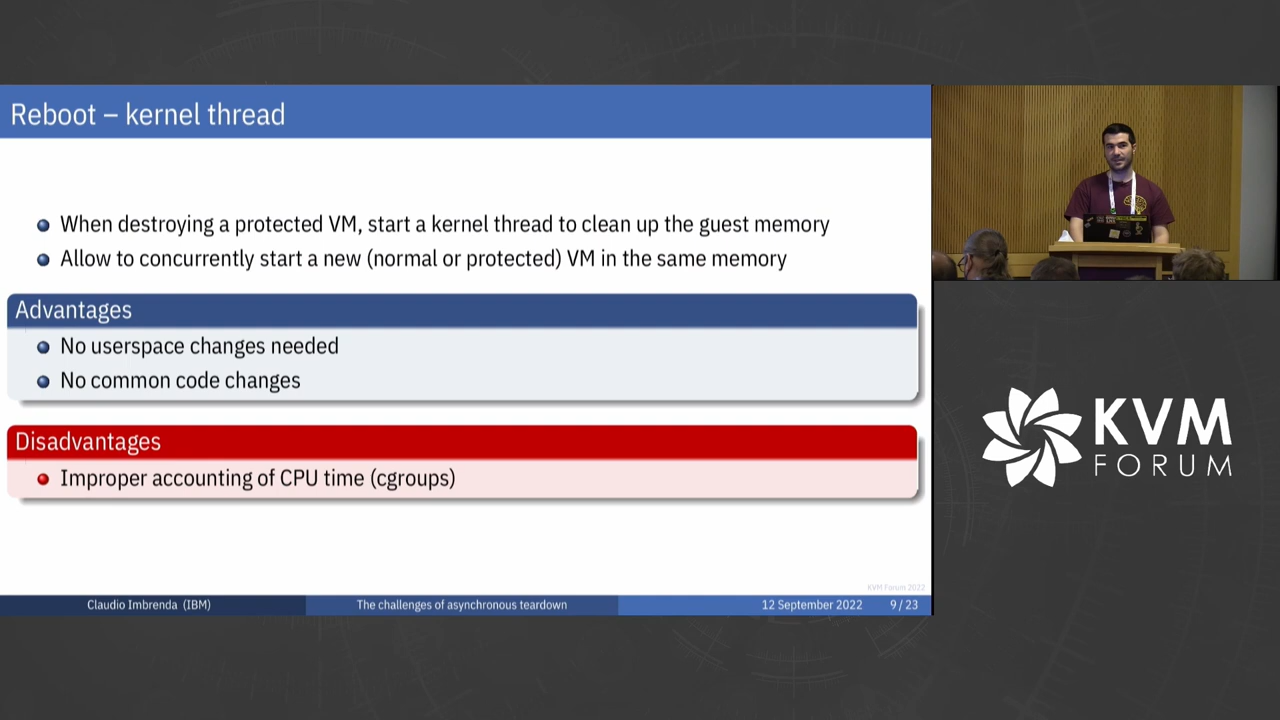 Reboot – kernel thread
When destroying a protected VM, start a kernel thread to clean up the guest memory
Allow to concurrently start a new (normal or protected) VM in the same memory
Advantages
No userspace changes needed
No common code changes
Disadvantages
Improper accounting of CPU time (cgroups)
KVM Forum 2022
Claudio Imbrenda (IBM) The challenges of asynchronous teardown 12 September 2022 9 / 23
KVM
FORUM